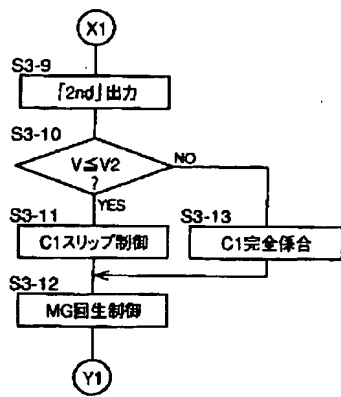 X1
S3-9
「2nd」出力
S3-10
V≦V2
?
NO
YES
S3-11
C1スリップ制御
S3-13
C1完全係合
S3-12
MG回生制御
Y1